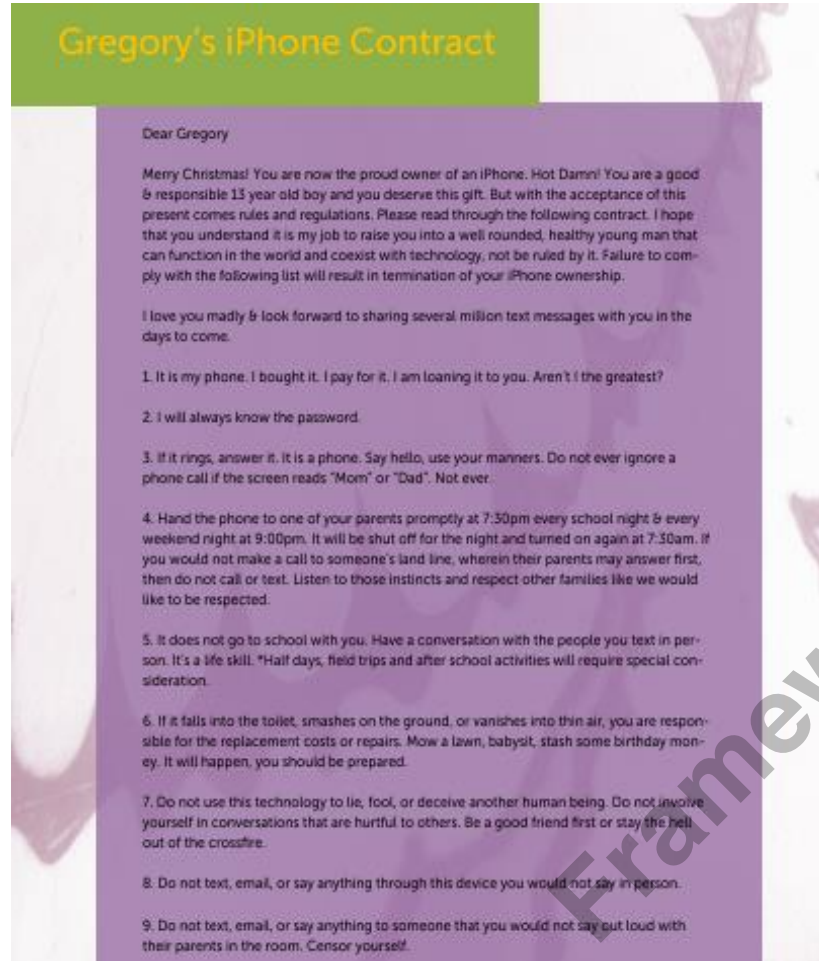 Gregory's iPhone Contract
Dear Gregory
Merry Christmas! You are now the proud owner of an iPhone. Hot Damn! You are a good
& responsible 13 year old boy and you deserve this gift. But with the acceptance of this
present comes rules and regulations. Please read through the following contract. I hope
that you understand it is my job to raise you into a well rounded, healthy young man that
can function in the world and coexist with technology, not be ruled by it. Failure to com-
ply with the following list will result in termination of your iPhone ownership.
I love you madly & look forward to sharing several million text messages with you in the
days to come.
1. It is my phone. I bought it. I pay for it. I am loaning it to you. Aren't I the greatest?
2. I will always know the password.
3. If it rings, answer it. It is a phone. Say hello, use your manners. Do not ever ignore a
phone call if the screen reads "Mom" or "Dad". Not ever.
4. Hand the phone to one of your parents promptly at 7:30pm every school night & every
weekend night at 9:00pm. It will be shut off for the night and turned on again at 7:30am. If
you would not make a call to someone's land line, wherein their parents may answer first,
then do not call or text. Listen to those instincts and respect other families like we would
like to be respected.
5. It does not go to school with you. Have a conversation with the people you text in per-
son. It's a life skill. *Half days, field trips and after school activities will require special con-
sideration.
6. If it falls into the toilet, smashes on the ground, or vanishes into thin air, you are respon-
sible for the replacement costs or repairs. Mow a lawn, babysit, stash some birthday mon-
ey. It will happen, you should be prepared.
7. Do not use this technology to lie, fool, or deceive another human being. Do not involve
yourself in conversations that are hurtful to others. Be a good friend first or stay the hell
out of the crossfire.
8. Do not text, email, or say anything through this device you would not say in person.
9. Do not text, email, or say anything to someone that you would not say out loud with
their parents in the room. Censor yourself.